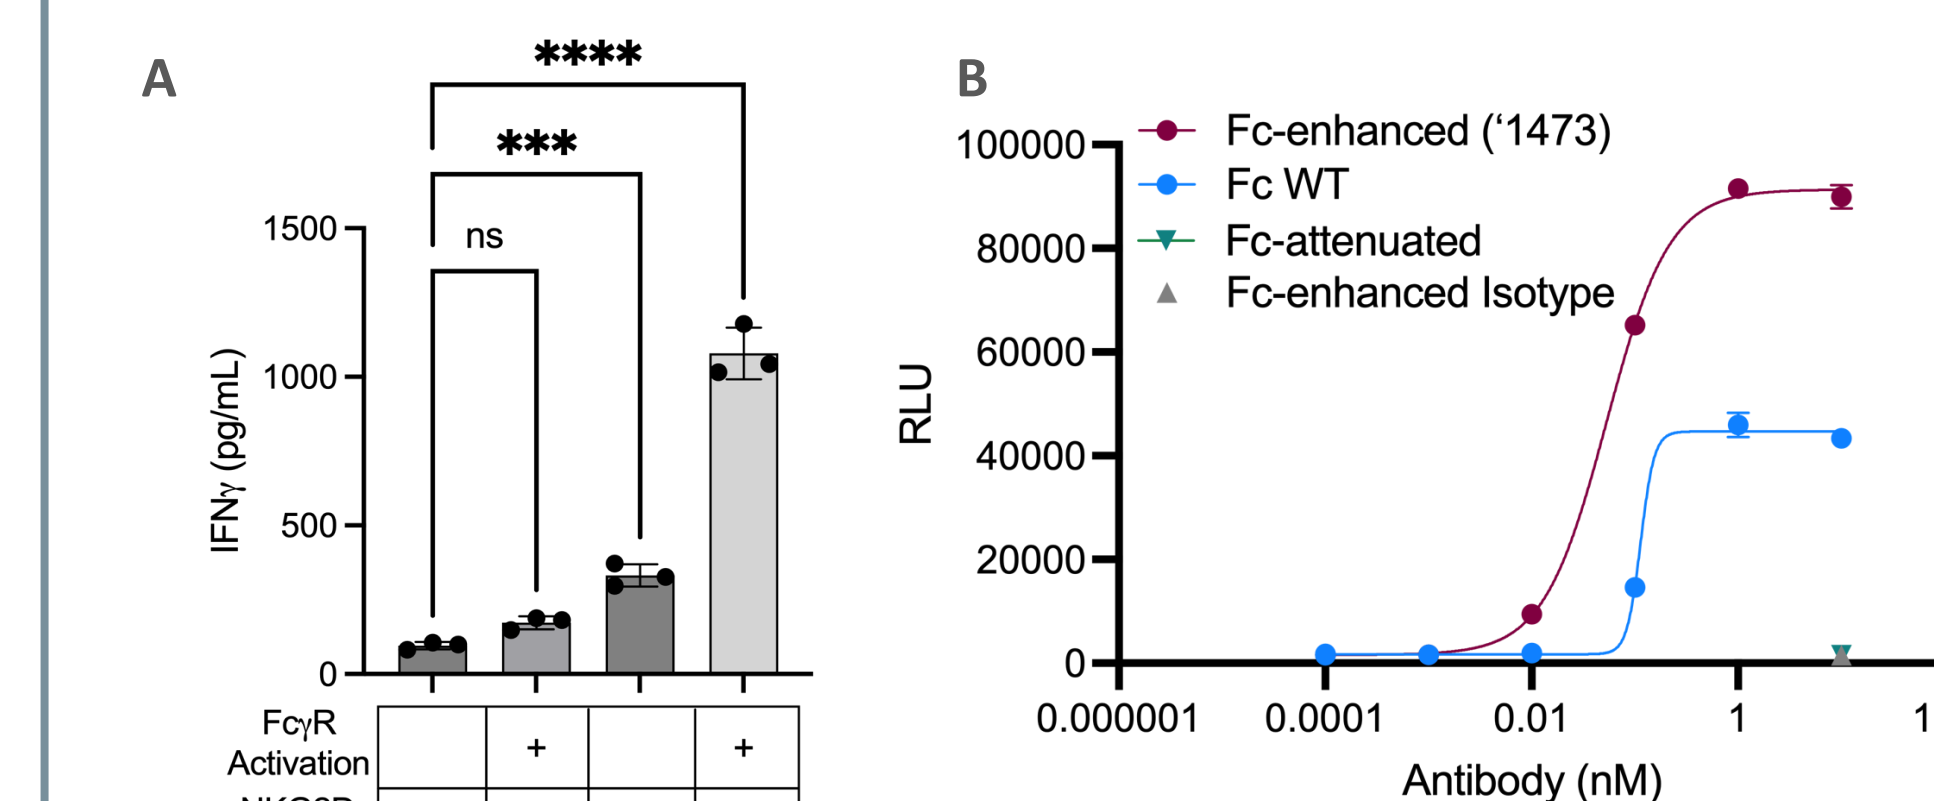 A
****
***
ns
1500
1000
500
0
IFNγ (pg/mL)
FcγR
Activation
+
+
B
Fc-enhanced (‘1473)
Fc WT
Fc-attenuated
Fc-enhanced Isotype
100000
80000
60000
40000
20000
0
RLU
0.000001
0.0001
0.01
1
1
Antibody (nM)